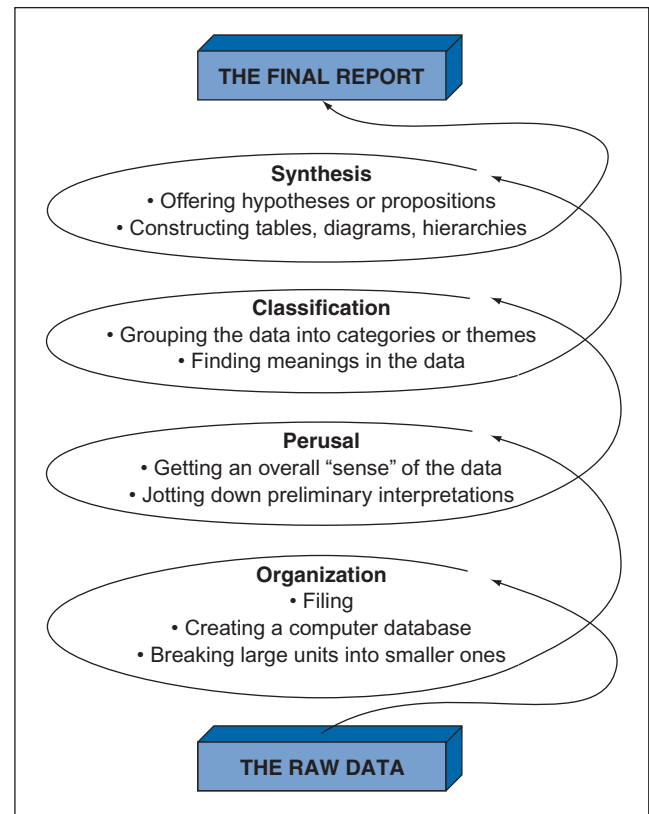 THE FINAL REPORT
Synthesis
• Offering hypotheses or propositions
• Constructing tables, diagrams, hierarchies
Classification
• Grouping the data into categories or themes
• Finding meanings in the data
Perusal
• Getting an overall “sense” of the data
• Jotting down preliminary interpretations
Organization
• Filing
• Creating a computer database
• Breaking large units into smaller ones
THE RAW DATA